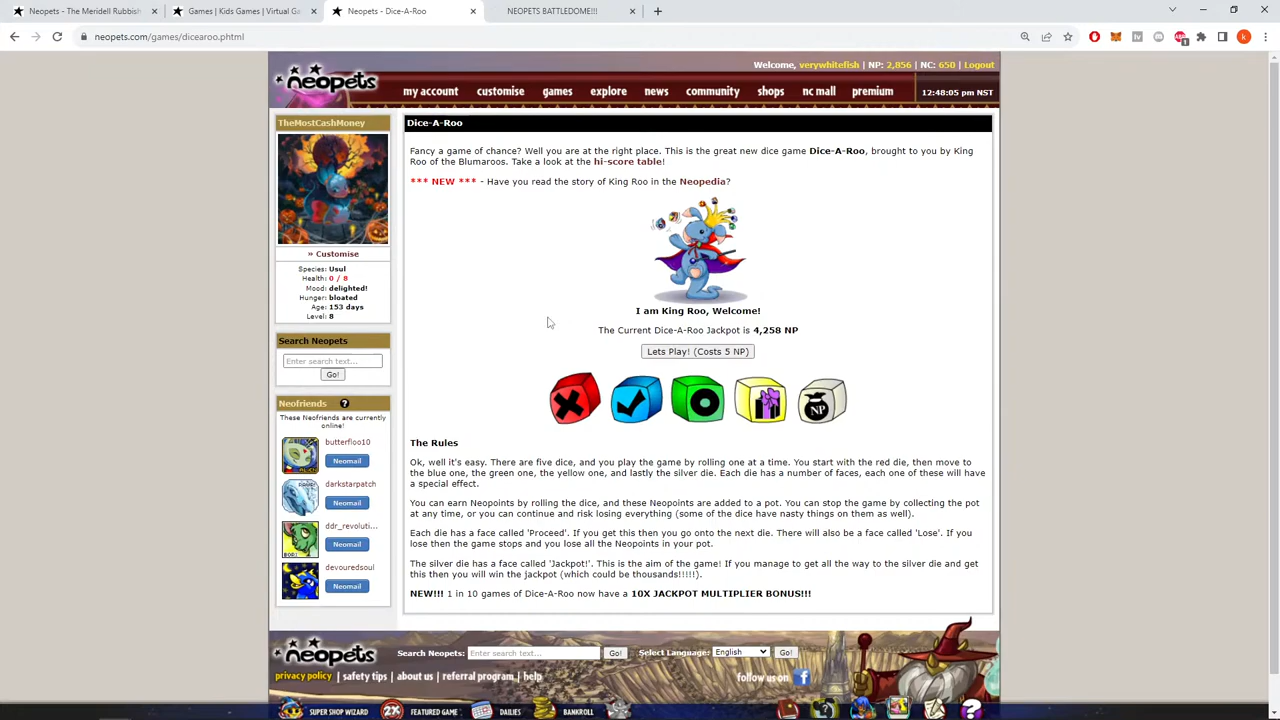 Neopets - The Meridell Rubbish
Games | Kids Games | Virtual Ga
Neopets - Dice-A-Roo
NEOPETS BATTLEDOME!!!
neopets.com/games/dicearoo.phtml
Welcome, verywhitefish | NP: 2,856 | NC: 650 | Logout
neopets
my account
customise
games
explore
news
community
shops
nc mall
premium
12:48:05 pm NST
TheMostCashMoney
» Customise
Species: Usul
Health: 0 / 8
Mood: delighted!
Hunger: bloated
Age: 153 days
Level: 8
Search Neopets
Enter search text...
Go!
Neofriends ?
These Neofriends are currently
online!
butterfloo10
Neomail
darkstarpatch
Neomail
ddr_revoluti...
Neomail
devouredsoul
Neomail
Dice-A-Roo
Fancy a game of chance? Well you are at the right place. This is the great new dice game Dice-A-Roo, brought to you by King
Roo of the Blumaroos. Take a look at the hi-score table!
*** NEW *** - Have you read the story of King Roo in the Neopedia?
I am King Roo, Welcome!
The Current Dice-A-Roo Jackpot is 4,258 NP
Lets Play! (Costs 5 NP)
NP
The Rules
Ok, well it's easy. There are five dice, and you play the game by rolling one at a time. You start with the red die, then move to
the blue one, the green one, the yellow one, and lastly the silver die. Each die has a number of faces, each one of these will have
a special effect.
You can earn Neopoints by rolling the dice, and these Neopoints are added to a pot. You can stop the game by collecting the pot
at any time, or you can continue and risk losing everything (some of the dice have nasty things on them as well).
Each die has a face called 'Proceed'. If you get this then you go onto the next die. There will also be a face called 'Lose'. If you
lose then the game stops and you lose all the Neopoints in your pot.
The silver die has a face called 'Jackpot!'. This is the aim of the game! If you manage to get all the way to the silver die and get
this then you will win the jackpot (which could be thousands!!!!!).
NEW!!! 1 in 10 games of Dice-A-Roo now have a 10X JACKPOT MULTIPLIER BONUS!!!
neopets
Search Neopets: Enter search text... Go! Select Language: English Go!
privacy policy | safety tips | about us | referral program | help
follow us on f
SUPER SHOP WIZARD
2X FEATURED GAME
DAILIES
BANKROLL